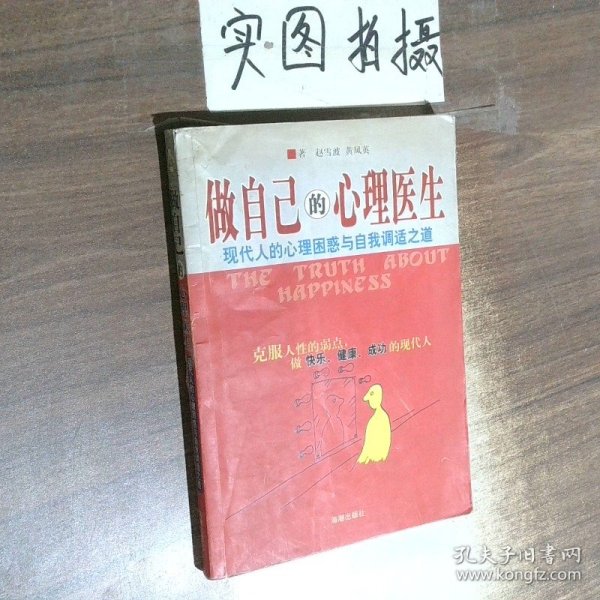 实图拍摄
著 赵雪波 黄凤英
做自己的心理医生
现代人的心理困惑与自我调适之道
THE TRUTH ABOUT
HAPPINESS
克服人性的弱点,
做 快乐、健康、成功 的现代人
海潮出版社
孔夫子旧书网
www.kongfz.com